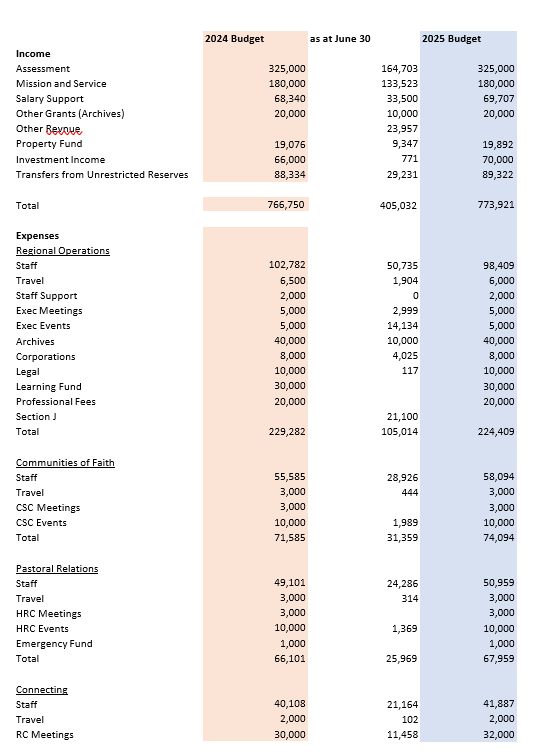 2024 Budget as at June 30 2025 Budget
Income
Assessment 325,000 164,703 325,000
Mission and Service 180,000 133,523 180,000
Salary Support 68,340 33,500 69,707
Other Grants (Archives) 20,000 10,000 20,000
Other Reynue, 23,957
Property Fund 19,076 9,347 19,892
Investment Income 66,000 771 70,000
Transfers from Unrestricted Reserves 88,334 29,231 89,322
Total 766,750 405,032 773,921
Expenses
Regional Operations
Staff 102,782 50,735 98,409
Travel 6,500 1,904 6,000
Staff Support 2,000 0 2,000
Exec Meetings 5,000 2,999 5,000
Exec Events 5,000 14,134 5,000
Archives 40,000 10,000 40,000
Corporations 8,000 4,025 8,000
Legal 10,000 117 10,000
Learning Fund 30,000 30,000
Professional Fees 20,000 20,000
Section J 21,100
Total 229,282 105,014 224,409
Communities of Faith
Staff 55,585 28,926 58,094
Travel 3,000 444 3,000
CSC Meetings 3,000 3,000
CSC Events 10,000 1,989 10,000
Total 71,585 31,359 74,094
Pastoral Relations
Staff 49,101 24,286 50,959
Travel 3,000 314 3,000
HRC Meetings 3,000 3,000
HRC Events 10,000 1,369 10,000
Emergency Fund 1,000 1,000
Total 66,101 25,969 67,959
Connecting
Staff 40,108 21,164 41,887
Travel 2,000 102 2,000
RC Meetings 30,000 11,458 32,000